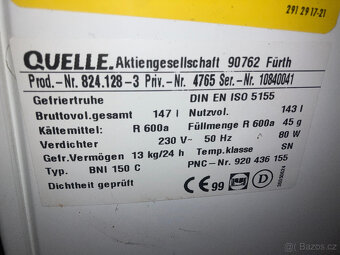 291 29 17-21
QUELLE. Aktiengesellschaft 90762 Fürth
Prod.-Nr. 824.128-3 Priv.-Nr. 4765 Ser.-Nr. 10840041
Gefriertruhe DIN EN ISO 5155
Bruttovol.gesamt 147 l Nutzvol. 143 l
Kältemittel: R 600a Füllmenge R 600a 45 g
Verdichter 230 V~ 50 Hz 80 W
Gefr.Vermögen 13 kg/24 h Temp.klasse SN
Typ. BNI 150 C PNC-Nr. 920 436 155
Dichtheit geprüft CE 99 D
bazos.cz